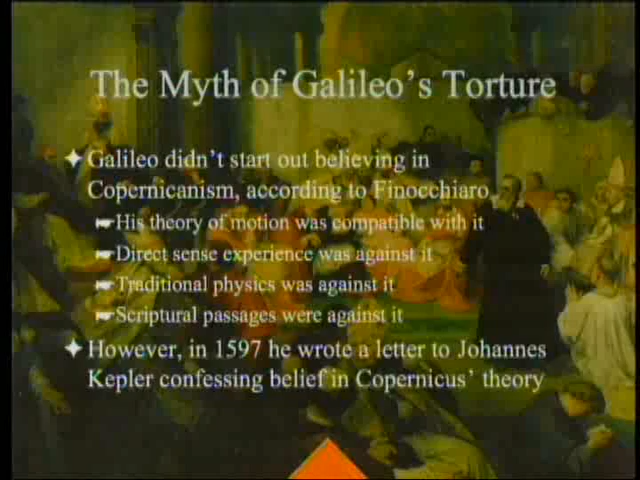 The Myth of Galileo's Torture
Galileo didn't start out believing in
Copernicanism, according to Finocchiaro
His theory of motion was compatible with it
Direct sense experience was against it
Traditional physics was against it
Scriptural passages were against it
However, in 1597 he wrote a letter to Johannes
Kepler confessing belief in Copernicus' theory